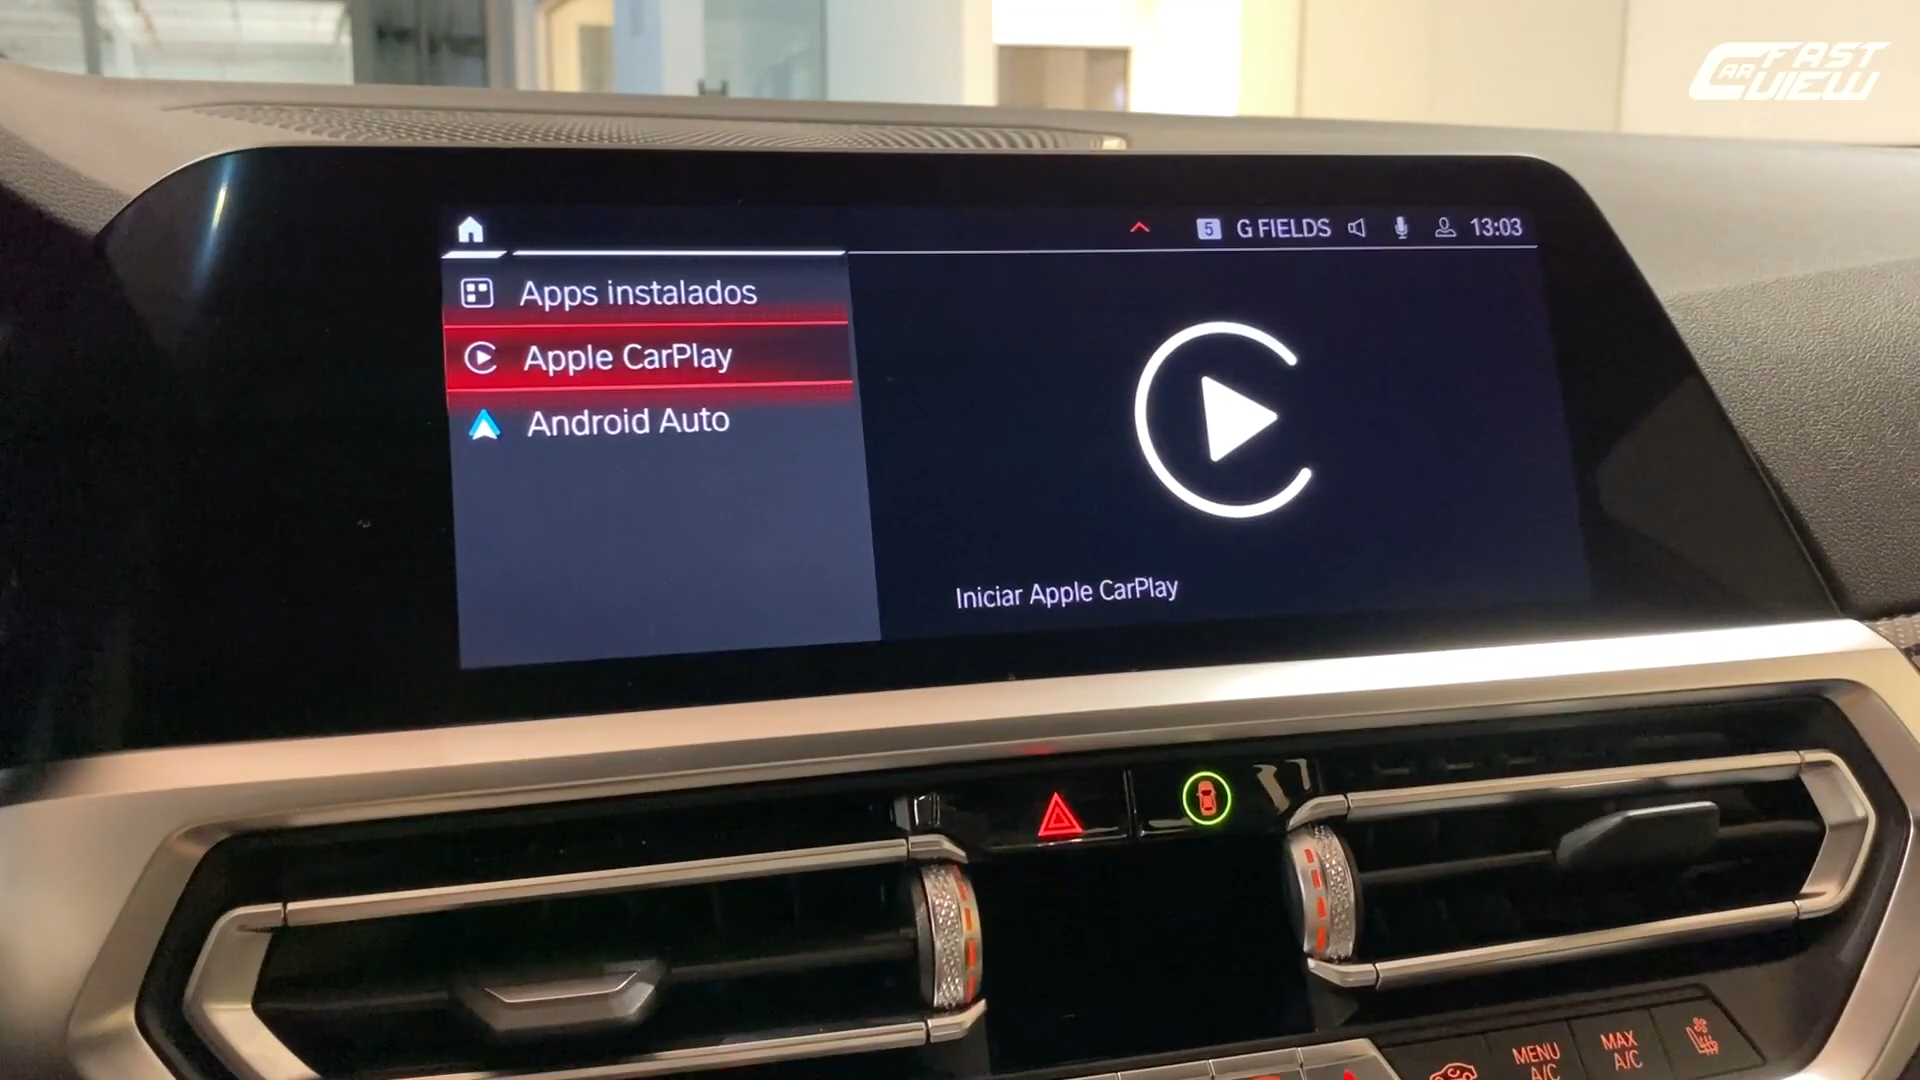 CAR FAST VIEW
5 G FIELDS 13:03
Apps instalados
Apple CarPlay
Android Auto
Iniciar Apple CarPlay
MENU
A/C
MAX
A/C